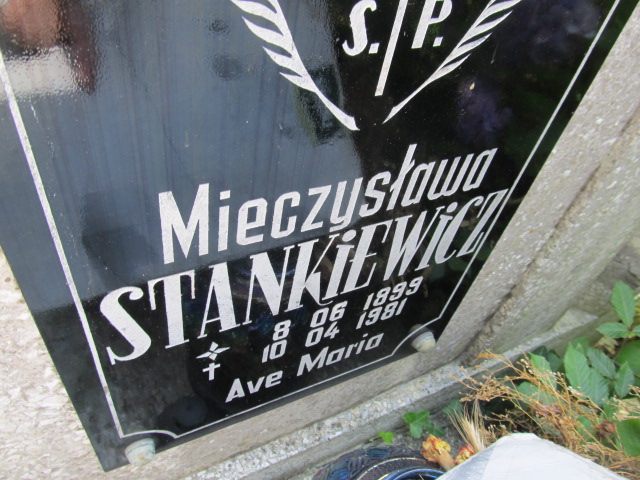 S. P.
Mieczysława
STANKIEWICZ
8 06 1899
10 04 1981
Ave Maria